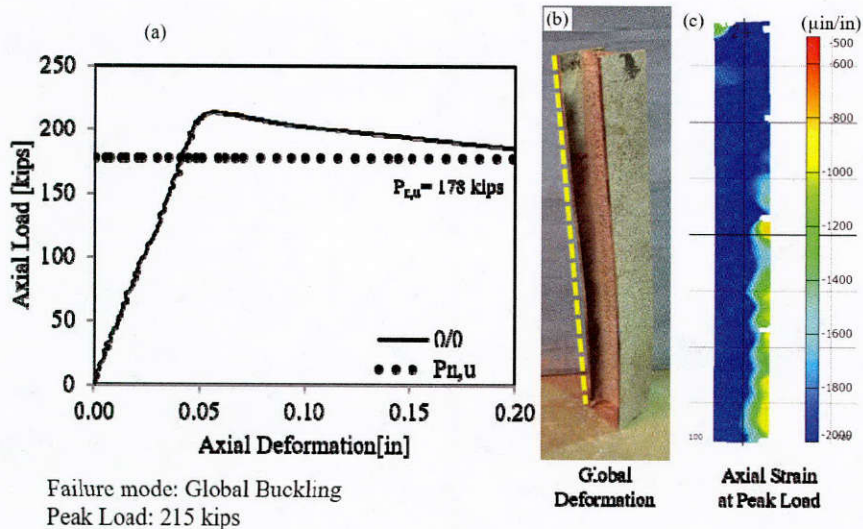 (a)
250
200
150
100
50
0
Axial Load [kips]
P_n,u= 178 kips
0/0
Pn,u
0.00 0.05 0.10 0.15 0.20
Axial Deformation[in]
Failure mode: Global Buckling
Peak Load: 215 kips
(b)
Global
Deformation
(c)
(µin/in)
-500
-600
-800
-1000
-1200
-1400
-1600
-1800
-2000
100
Axial Strain
at Peak Load